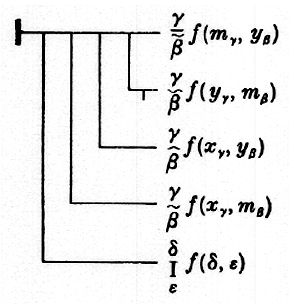 γ
β̃̄ f(m_γ, y_β)
γ
β̃ f(y_γ, m_β)
γ
β̃ f(x_γ, y_β)
γ
β̃ f(x_γ, m_β)
δ
I f(δ, ε)
ε